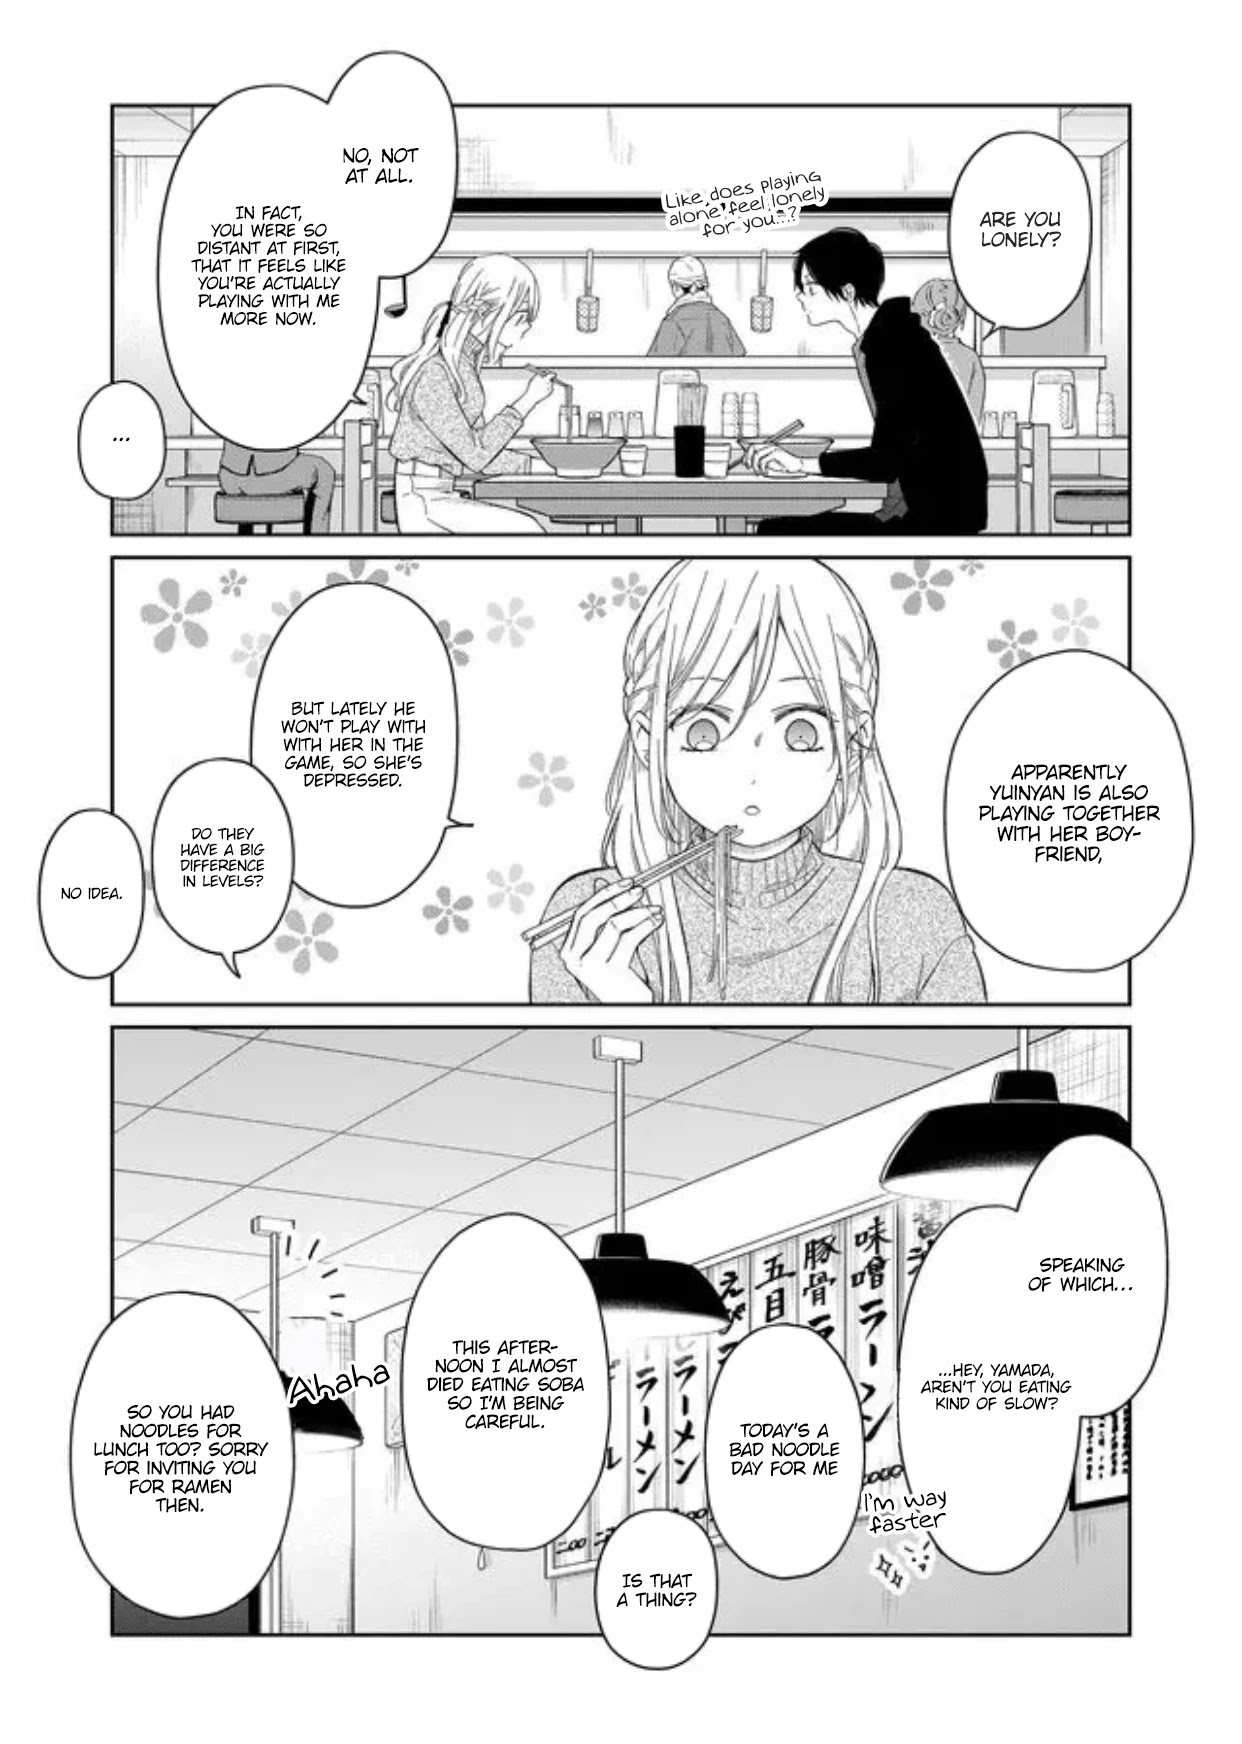 ARE YOU
LONELY?
Like does playing
alone feel lonely
for you...?
NO, NOT
AT ALL.
IN FACT,
YOU WERE SO
DISTANT AT FIRST,
THAT IT FEELS LIKE
YOU'RE ACTUALLY
PLAYING WITH ME
MORE NOW.
...
APPARENTLY
YUINYAN IS ALSO
PLAYING TOGETHER
WITH HER BOY-
FRIEND,
BUT LATELY HE
WON'T PLAY WITH
WITH HER IN THE
GAME, SO SHE'S
DEPRESSED.
DO THEY
HAVE A BIG
DIFFERENCE
IN LEVELS?
NO IDEA.
SPEAKING
OF WHICH...
...HEY, YAMADA,
AREN'T YOU EATING
KIND OF SLOW?
I'm way
faster
TODAY'S A
BAD NOODLE
DAY FOR ME
IS THAT
A THING?
THIS AFTER-
NOON I ALMOST
DIED EATING SOBA
SO I'M BEING
CAREFUL.
Ahaha
SO YOU HAD
NOODLES FOR
LUNCH TOO? SORRY
FOR INVITING YOU
FOR RAMEN
THEN.
味噌ラーメン
豚骨ラ
五目
えび
ラーメン
ラーメン